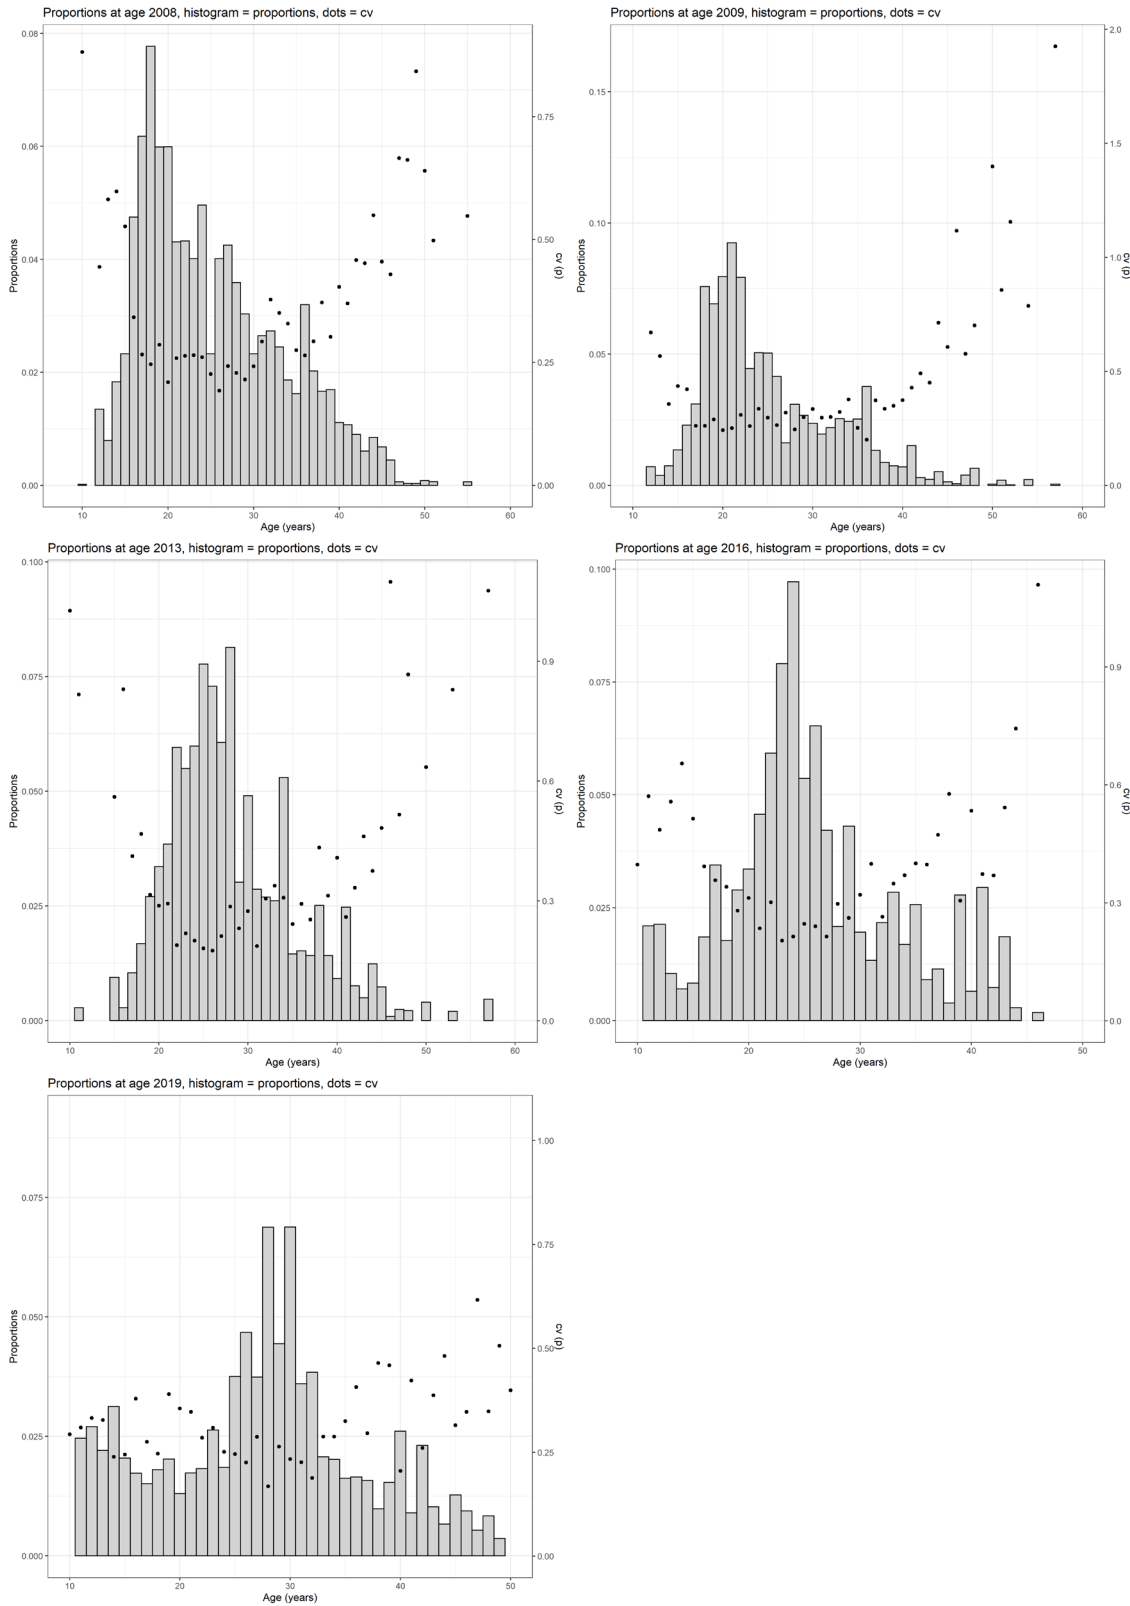 Proportions at age 2008, histogram = proportions, dots = cv
0.08
0.06
0.04
0.02
0.00
Proportions
0.75
0.50
0.25
0.00
cv (p)
10 20 30 40 50 60
Age (years)
Proportions at age 2009, histogram = proportions, dots = cv
0.15
0.10
0.05
0.00
Proportions
2.0
1.5
1.0
0.5
0.0
cv (p)
10 20 30 40 50 60
Age (years)
Proportions at age 2013, histogram = proportions, dots = cv
0.100
0.075
0.050
0.025
0.000
Proportions
0.9
0.6
0.3
0.0
cv (p)
10 20 30 40 50 60
Age (years)
Proportions at age 2016, histogram = proportions, dots = cv
0.100
0.075
0.050
0.025
0.000
Proportions
0.9
0.6
0.3
0.0
cv (p)
10 20 30 40 50
Age (years)
Proportions at age 2019, histogram = proportions, dots = cv
0.075
0.050
0.025
0.000
Proportions
1.00
0.75
0.50
0.25
0.00
cv (p)
10 20 30 40 50
Age (years)